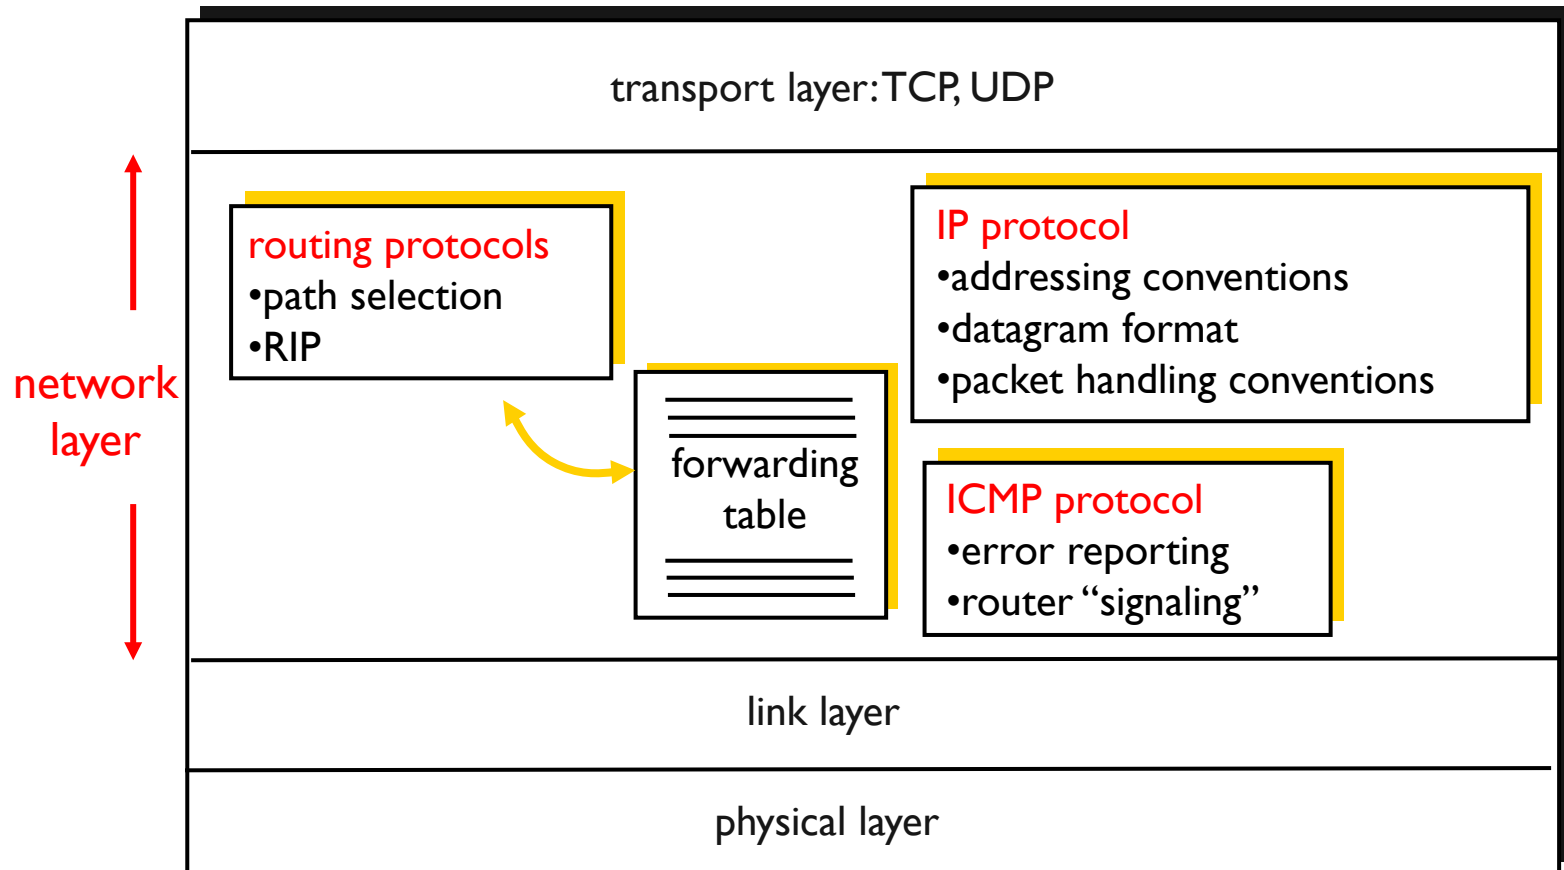 transport layer: TCP, UDP
network
layer
routing protocols
•path selection
•RIP
forwarding
table
IP protocol
•addressing conventions
•datagram format
•packet handling conventions
ICMP protocol
•error reporting
•router “signaling”
link layer
physical layer